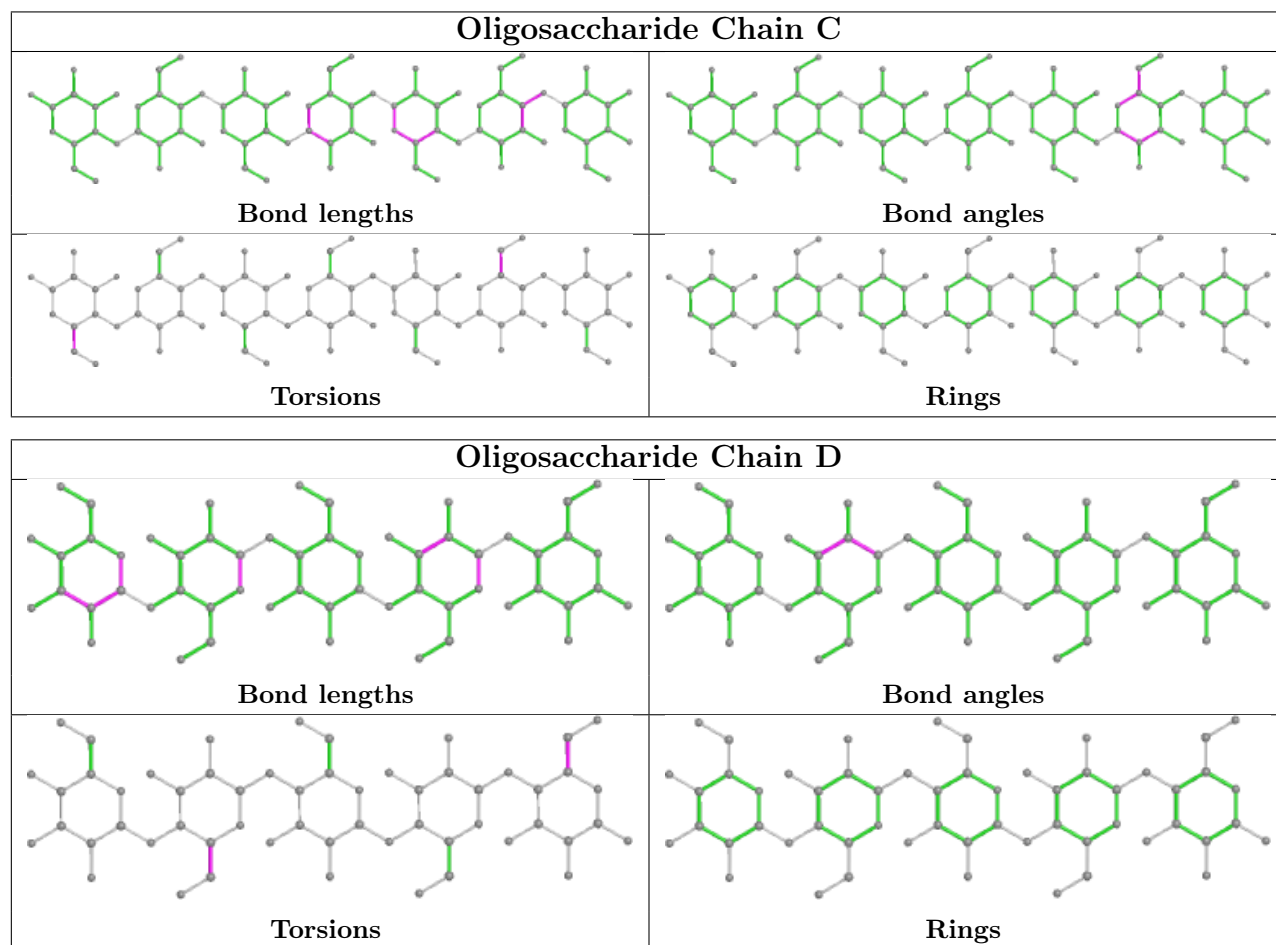 Oligosaccharide Chain C
Bond lengths
Bond angles
Torsions
Rings
Oligosaccharide Chain D
Bond lengths
Bond angles
Torsions
Rings